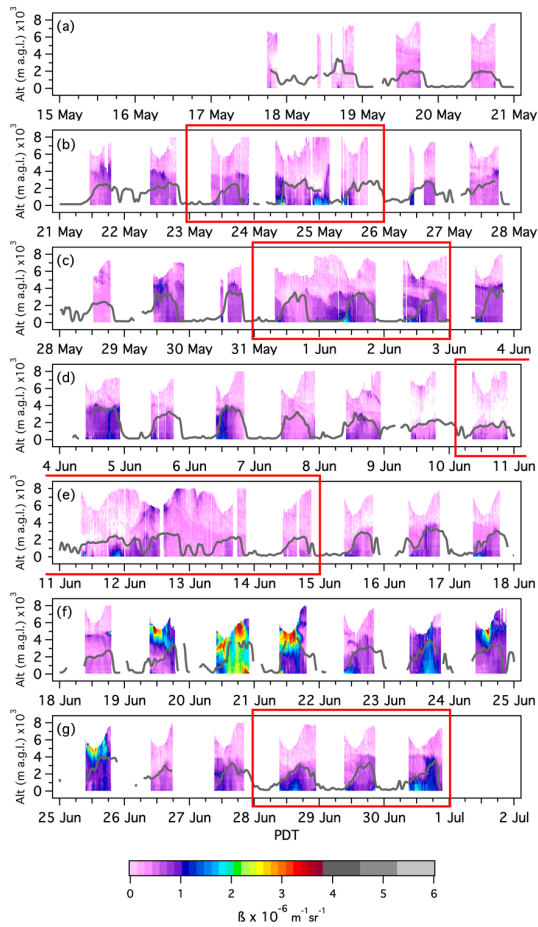 (a)
Alt (m a.g.l.) x10³
8
6
4
2
0
15 May 16 May 17 May 18 May 19 May 20 May 21 May
(b)
Alt (m a.g.l.) x10³
8
6
4
2
0
21 May 22 May 23 May 24 May 25 May 26 May 27 May 28 May
(c)
Alt (m a.g.l.) x10³
8
6
4
2
0
28 May 29 May 30 May 31 May 1 Jun 2 Jun 3 Jun 4 Jun
(d)
Alt (m a.g.l.) x10³
8
6
4
2
0
4 Jun 5 Jun 6 Jun 7 Jun 8 Jun 9 Jun 10 Jun 11 Jun
(e)
Alt (m a.g.l.) x10³
8
6
4
2
0
11 Jun 12 Jun 13 Jun 14 Jun 15 Jun 16 Jun 17 Jun 18 Jun
(f)
Alt (m a.g.l.) x10³
8
6
4
2
0
18 Jun 19 Jun 20 Jun 21 Jun 22 Jun 23 Jun 24 Jun 25 Jun
(g)
Alt (m a.g.l.) x10³
8
6
4
2
0
25 Jun 26 Jun 27 Jun 28 Jun 29 Jun 30 Jun 1 Jul 2 Jul
PDT
0 1 2 3 4 5 6
ß x 10⁻⁶ m⁻¹sr⁻¹